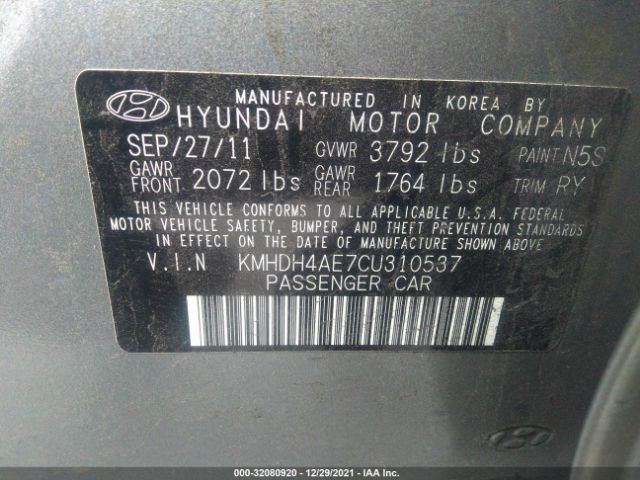 MANUFACTURED IN KOREA BY
HYUNDAI MOTOR COMPANY
SEP/27/11 GVWR 3792 lbs PAINT N5S
GAWR FRONT 2072 lbs GAWR REAR 1764 lbs TRIM RY
THIS VEHICLE CONFORMS TO ALL APPLICABLE U.S.A. FEDERAL
MOTOR VEHICLE SAFETY, BUMPER, AND THEFT PREVENTION STANDARDS
IN EFFECT ON THE DATE OF MANUFACTURE SHOWN ABOVE.
V.I.N KMHDH4AE7CU310537
PASSENGER CAR
000-32080920 • 12/29/2021 - IAA Inc.